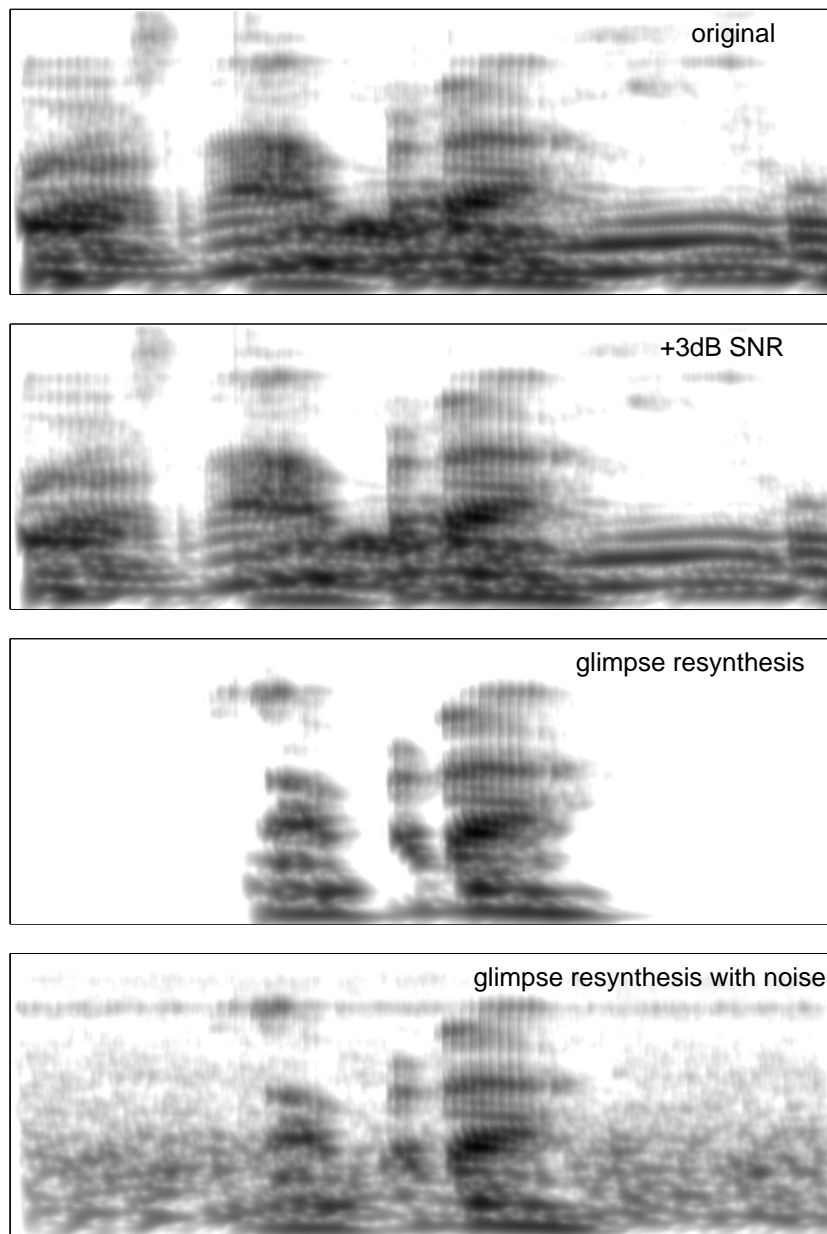 original
+3dB SNR
glimpse resynthesis
glimpse resynthesis with noise